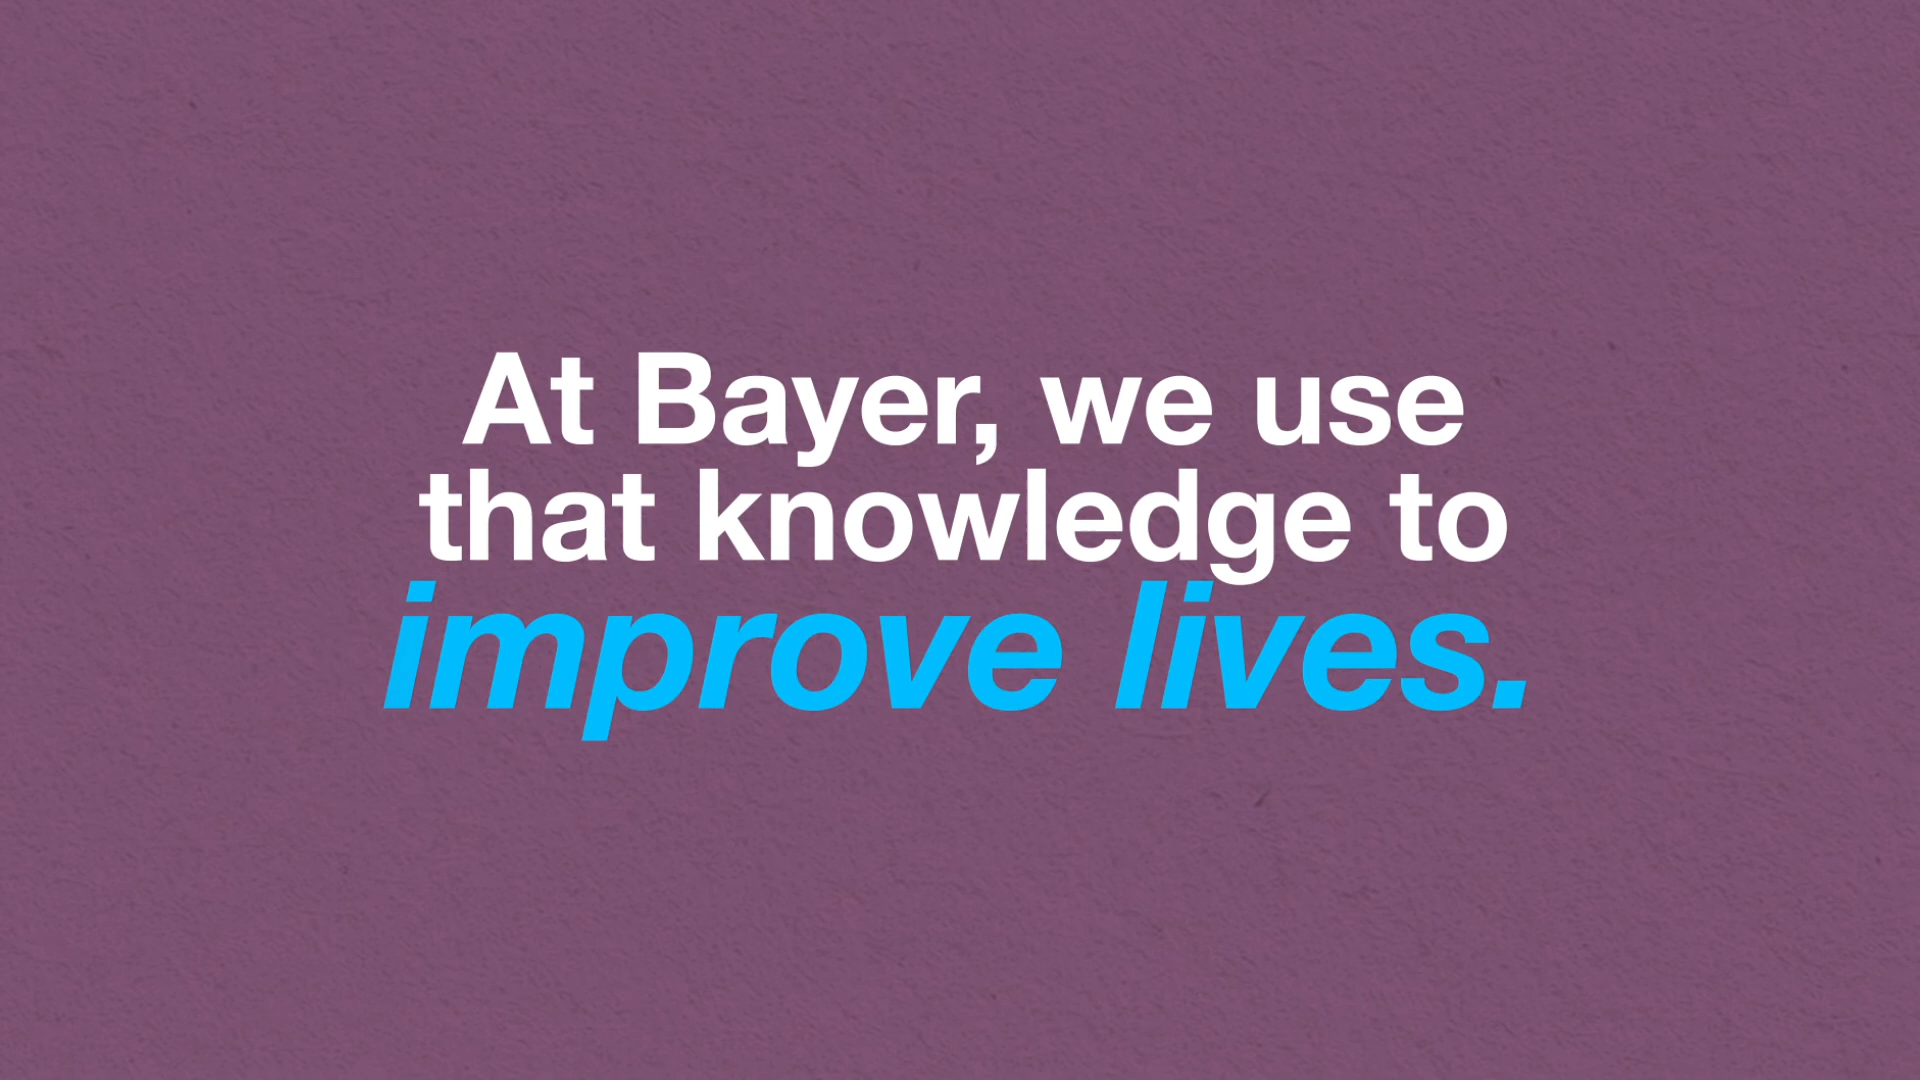 At Bayer, we use
that knowledge to
improve lives.